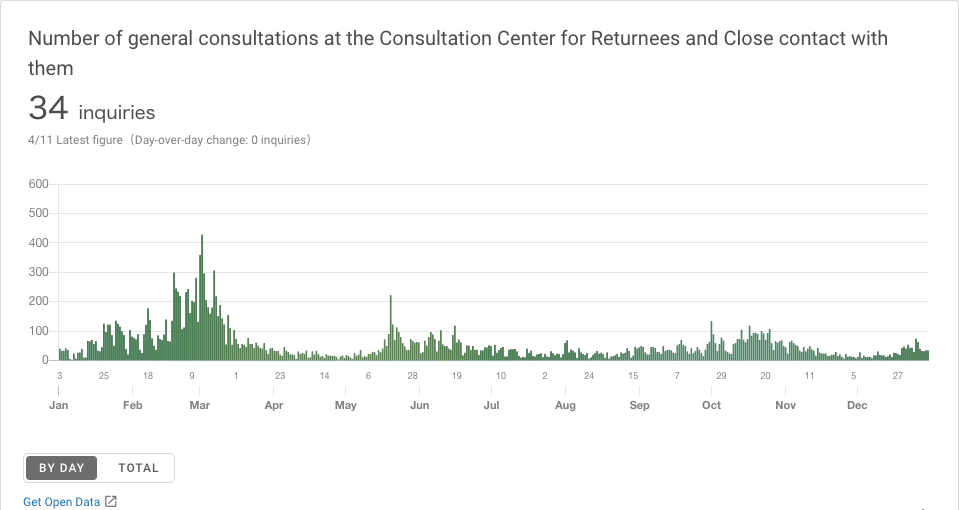 Number of general consultations at the Consultation Center for Returnees and Close contact with
them
34 inquiries
4/11 Latest figure（Day-over-day change: 0 inquiries）
600
500
400
300
200
100
0
3 25 18 9 1 23 14 6 28 19 10 2 24 15 7 29 20 11 5 27
Jan Feb Mar Apr May Jun Jul Aug Sep Oct Nov Dec
BY DAY TOTAL
Get Open Data